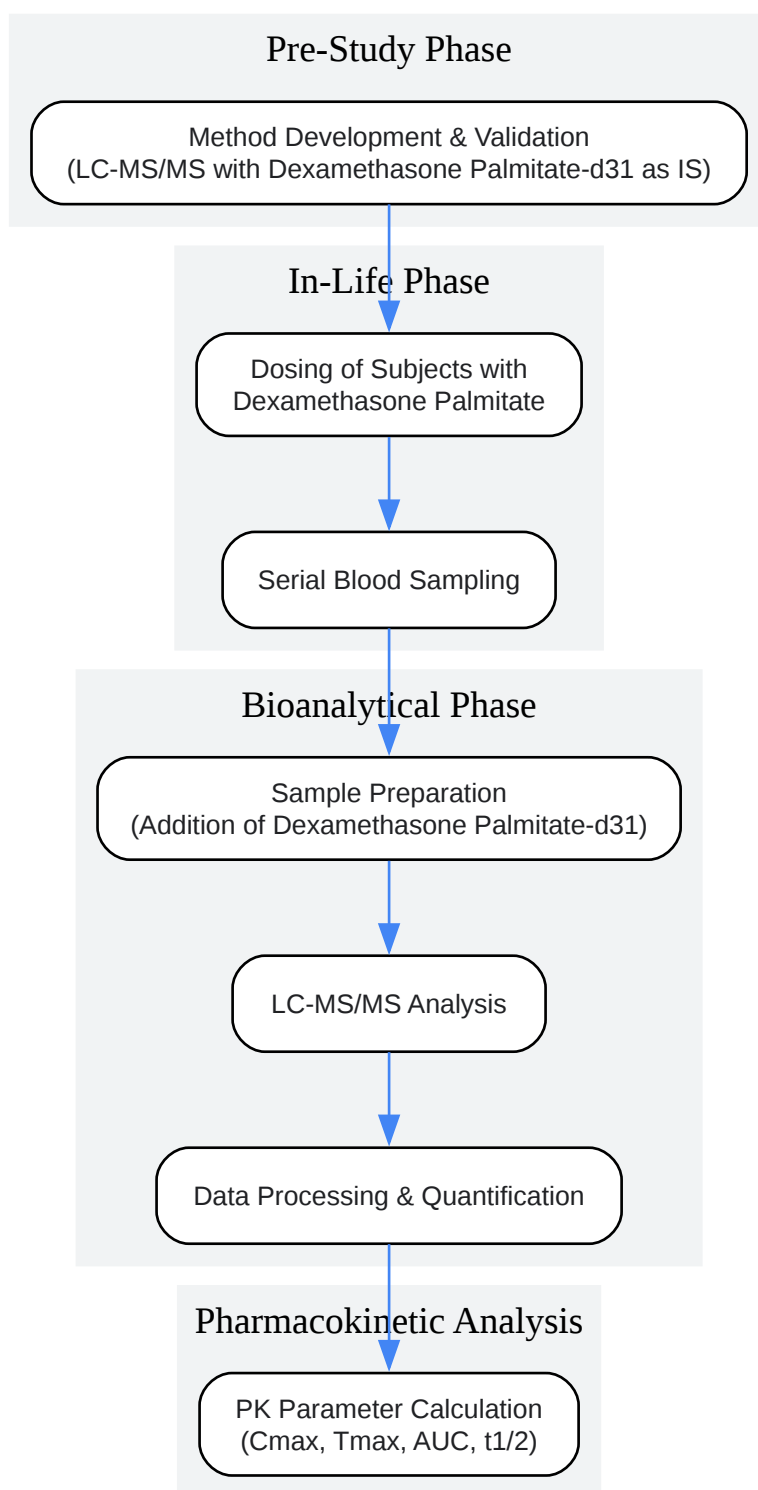 Pre-Study Phase
Method Development & Validation
(LC-MS/MS with Dexamethasone Palmitate-d31 as IS)
In-Life Phase
Dosing of Subjects with
Dexamethasone Palmitate
Serial Blood Sampling
Bioanalytical Phase
Sample Preparation
(Addition of Dexamethasone Palmitate-d31)
LC-MS/MS Analysis
Data Processing & Quantification
Pharmacokinetic Analysis
PK Parameter Calculation
(Cmax, Tmax, AUC, t1/2)